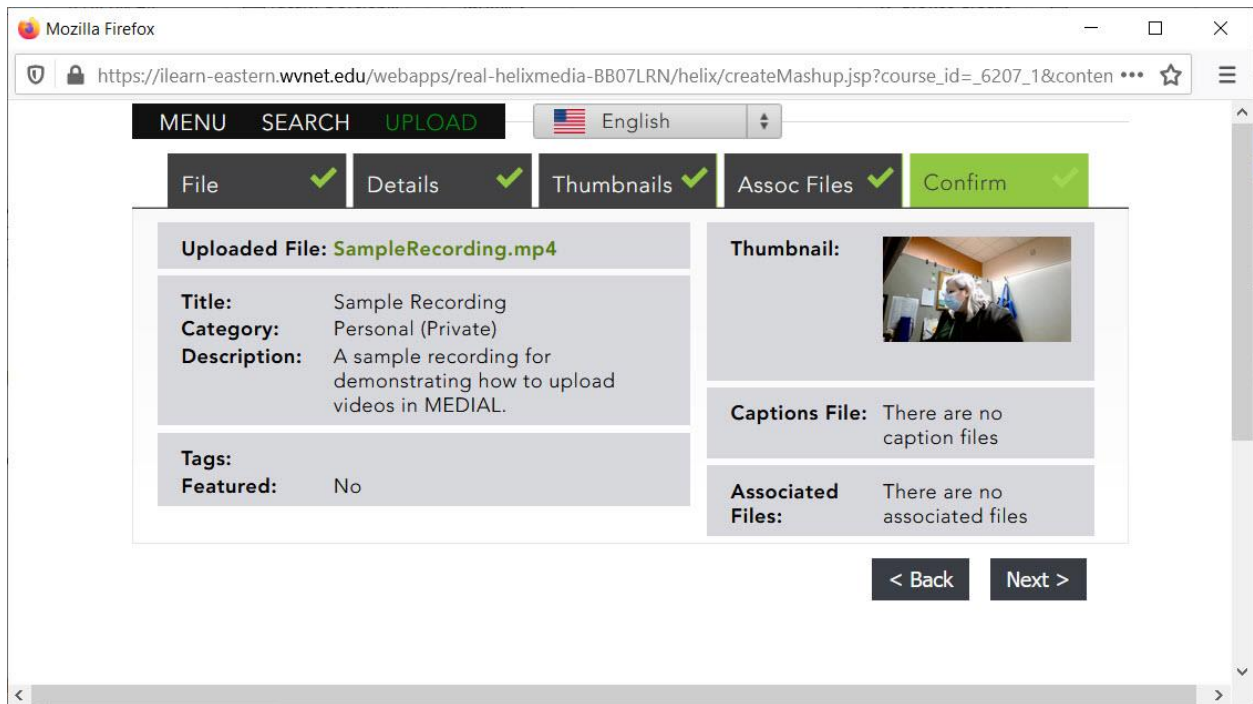 Mozilla Firefox
https://ilearn-eastern.wvnet.edu/webapps/real-helixmedia-BB07LRN/helix/createMashup.jsp?course_id=_6207_1&conten
MENU SEARCH UPLOAD English
File Details Thumbnails Assoc Files Confirm
Uploaded File: SampleRecording.mp4
Title: Sample Recording
Category: Personal (Private)
Description: A sample recording for
demonstrating how to upload
videos in MEDIAL.
Tags:
Featured: No
Thumbnail:
Captions File: There are no
caption files
Associated There are no
Files: associated files
< Back Next >